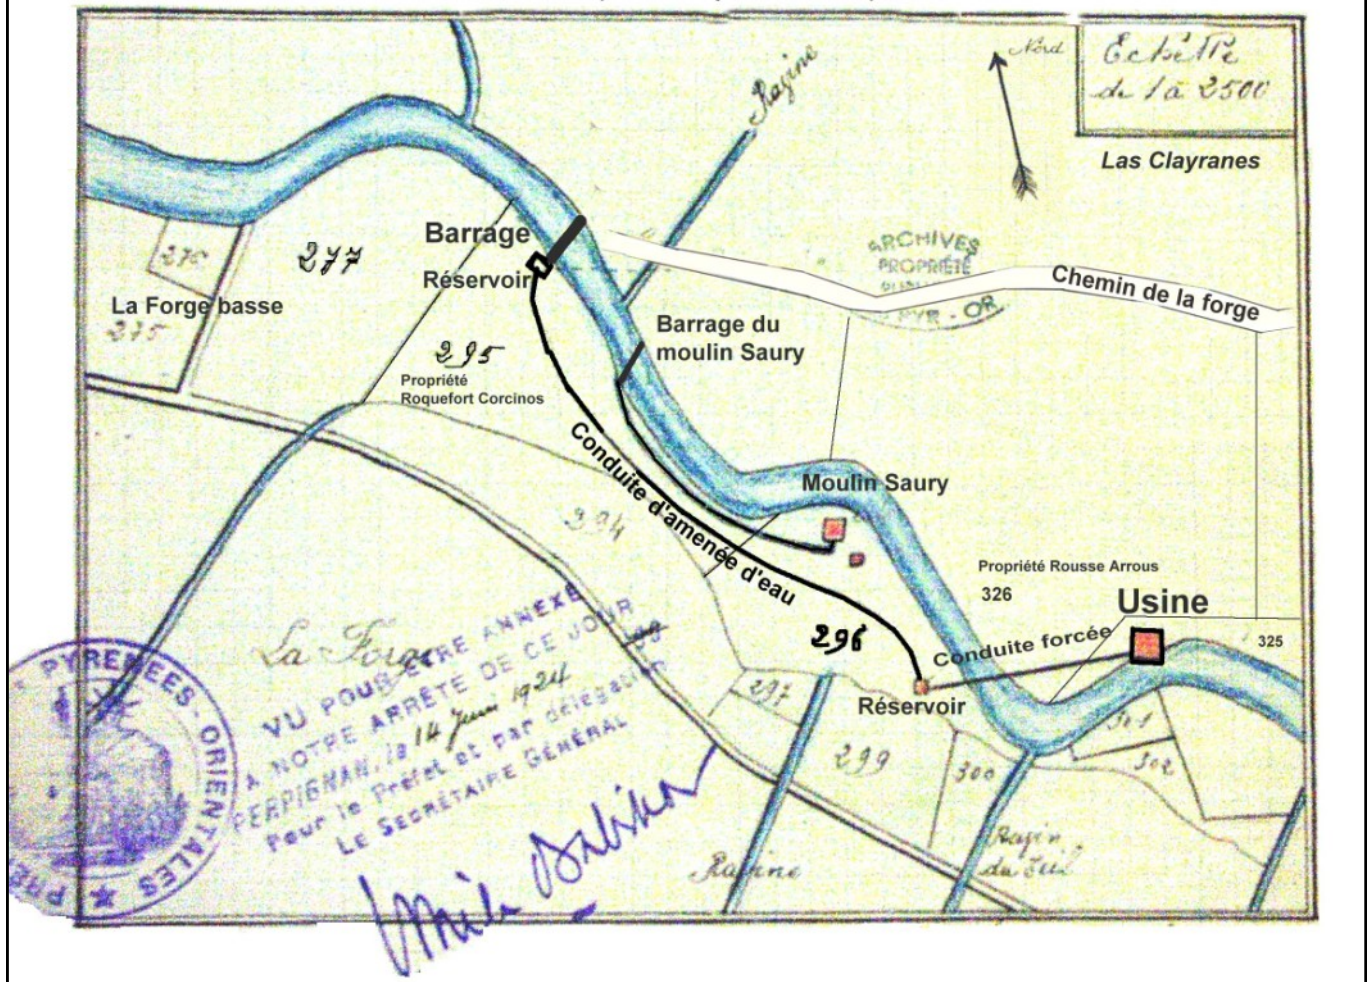 Nord
Echelle
de 1 à 2500
Las Clayranes
Ravine
ARCHIVES
PROPRIÉTÉ
PYR - OR
Chemin de la forge
Barrage
Réservoir
276
277
La Forge basse
275
295
Propriété
Roquefort Corcinos
Barrage du
moulin Saury
Conduite d'amenée d'eau
Moulin Saury
294
Propriété Rousse Arrous
326
Usine
325
296
Conduite forcée
Réservoir
La Forge
297
299
300
301
302
Ravine
Ravin
du
VU POUR ETRE ANNEXÉ
A NOTRE ARRÊTE DE CE JOUR
PERPIGNAN, le 14 Juin 1924
Pour le Préfet et par délégation
LE SECRÉTAIRE GÉNÉRAL
PYRENEES-ORIENTALES